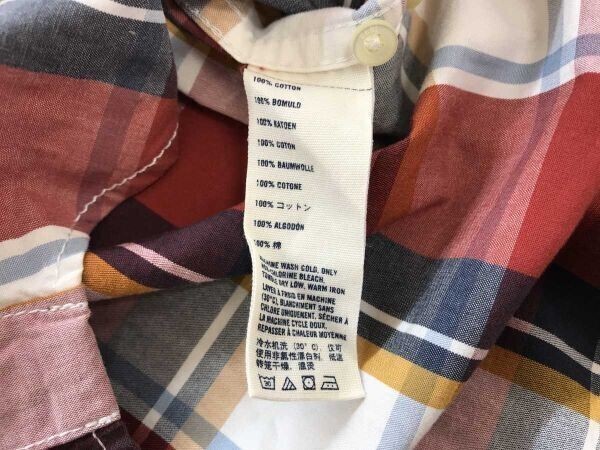 100% COTTON
100% BOMULD
100% KATOEN
100% COTON
100% BAUMWOLLE
100% COTONE
100% コットン
100% ALGODÓN
100% 棉
MACHINE WASH COLD, ONLY
NON-CHLORINE BLEACH,
TUMBLE DRY LOW, WARM IRON
LAVER À FROID EN MACHINE
(30°C), BLANCHIMENT SANS
CHLORE UNIQUEMENT, SÉCHER À
LA MACHINE CYCLE DOUX,
REPASSER À CHALEUR MOYENNE
冷水机洗 (30°C), 仅可
使用非氯性漂白剂, 低温
转笼干燥, 温烫